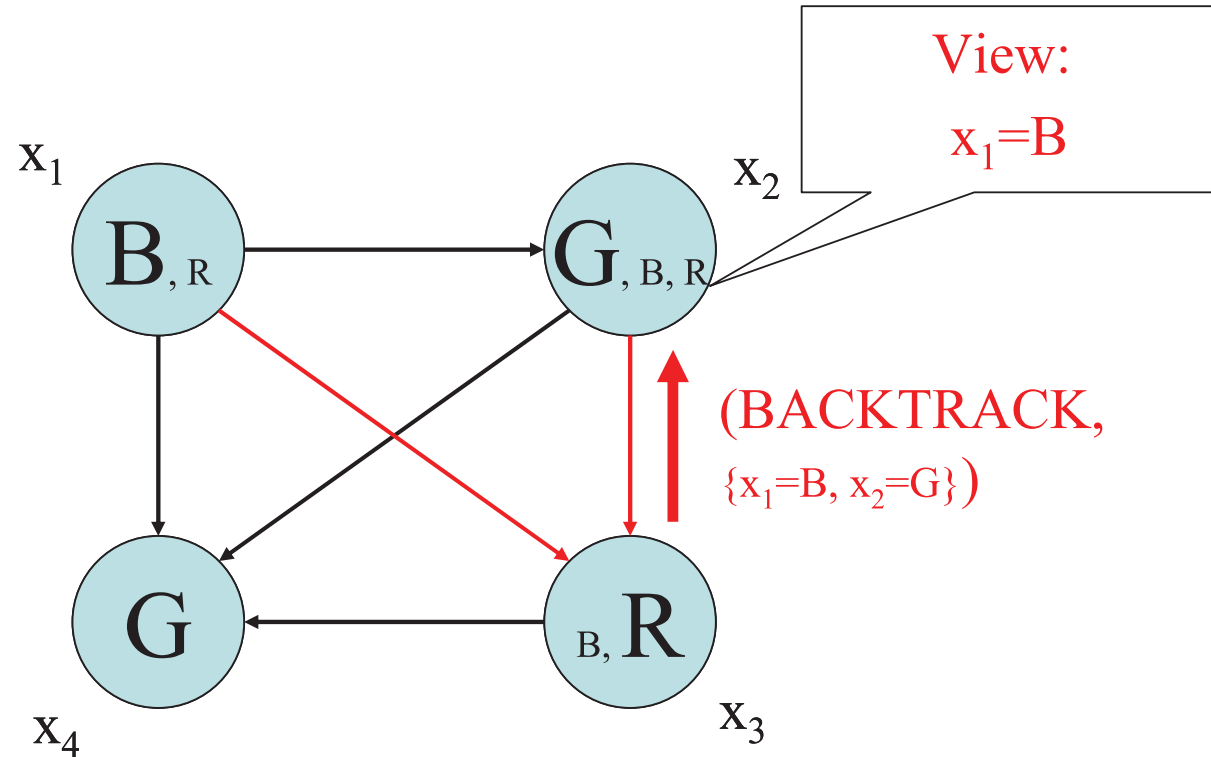 View:
x₁=B
x₁
x₂
B, R
G, B, R
(BACKTRACK,
{x₁=B, x₂=G})
G
B, R
x₄
x₃